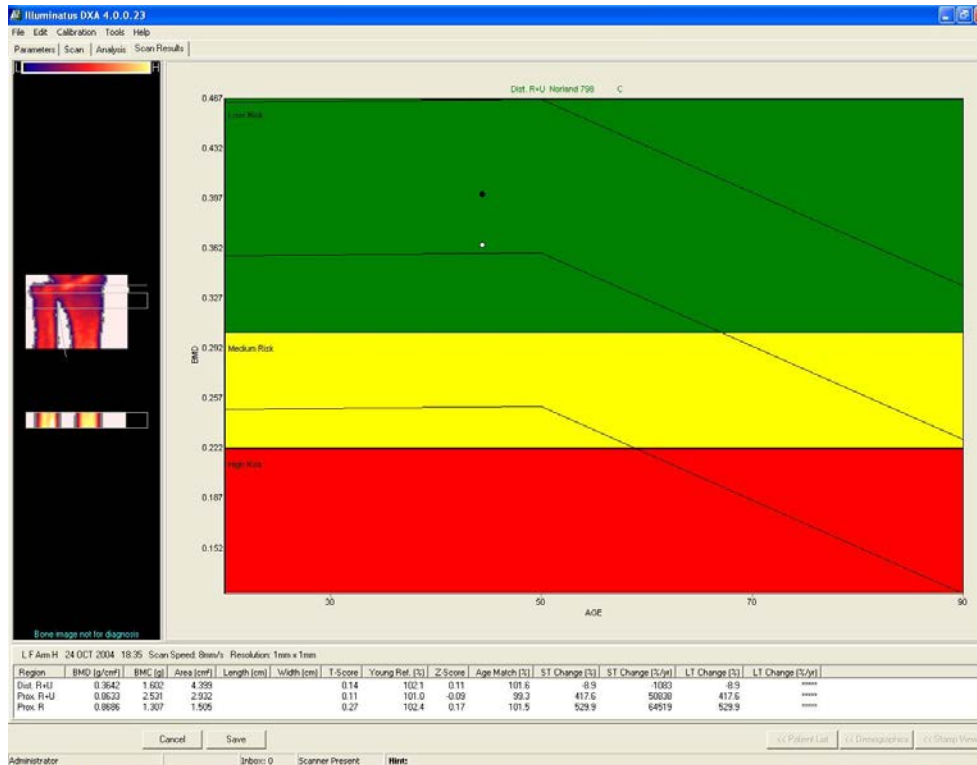 Illuminatus DXA 4.0.0.23
File Edit Calibration Tools Help
Parameters Scan Analysis Scan Results
L H
Dist. R+U Norland 798 C
0.467
Low Risk
0.432
0.397
0.362
0.327
BMD
0.292
Medium Risk
0.257
0.222
High Risk
0.187
0.152
30 50 70 90
AGE
Bone image not for diagnosis
L F Arm H 24 OCT 2004 18:35 Scan Speed: 8mm/s Resolution: 1mm x 1mm
Region BMD [g/cm²] BMC [g] Area [cm²] Length [cm] Width [cm] T-Score Young Ref. [%] Z-Score Age Match [%] ST Change [%] ST Change [%/yr] LT Change [%] LT Change [%/yr]
Dist. R+U 0.3642 1.602 4.399 0.14 102.1 0.11 101.6 -8.9 -1083 -8.9 *****
Prox. R+U 0.8633 2.531 2.932 0.11 101.0 -0.09 99.3 417.6 50838 417.6 *****
Prox. R 0.8686 1.307 1.505 0.27 102.4 0.17 101.5 529.9 64519 529.9 *****
Cancel Save << Patient List << Demographics << Stamp View
Administrator Inbox: 0 Scanner Present Hint: